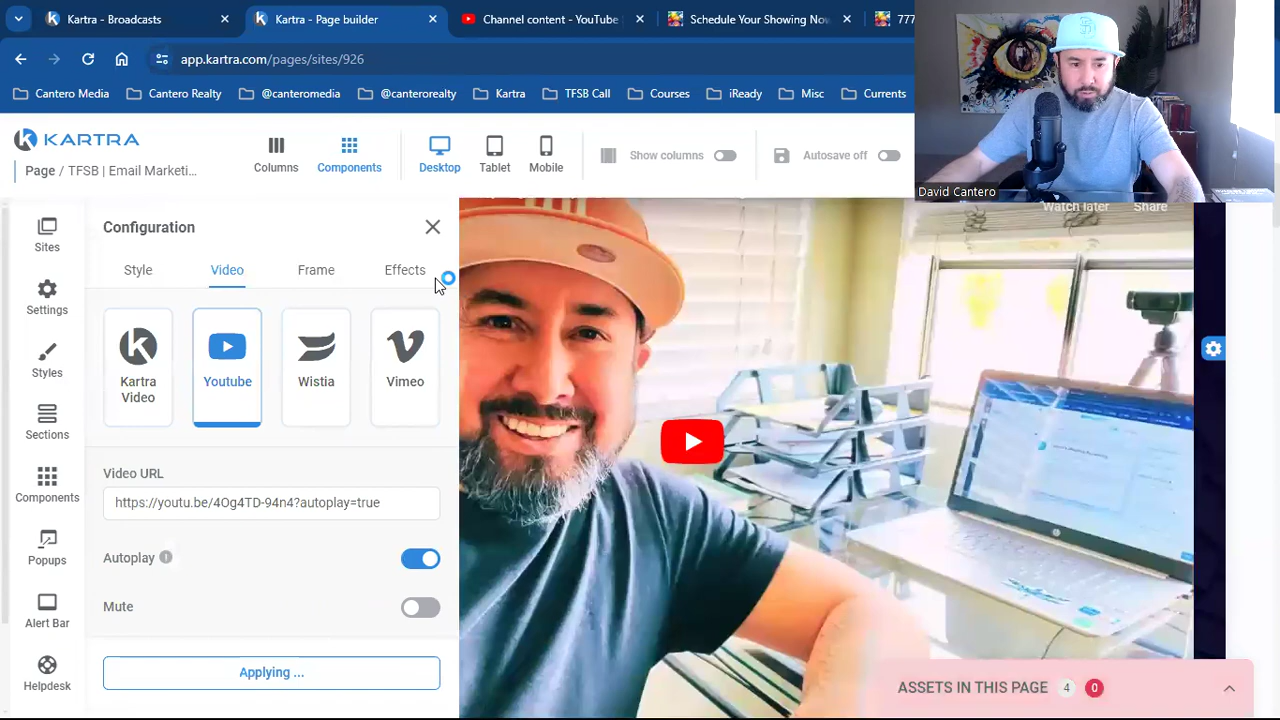 Kartra - Broadcasts
Kartra - Page builder
Channel content - YouTube
Schedule Your Showing Now
777
app.kartra.com/pages/sites/926
Cantero Media
Cantero Realty
@canteromedia
@canterorealty
Kartra
TFSB Call
Courses
iReady
Misc
Currents
David Cantero
KARTRA
Page / TFSB | Email Marketi...
Columns
Components
Desktop
Tablet
Mobile
Show columns
Autosave off
Watch later
Share
Sites
Settings
Styles
Sections
Components
Popups
Alert Bar
Helpdesk
Configuration
Style
Video
Frame
Effects
Kartra
Video
Youtube
Wistia
Vimeo
Video URL
https://youtu.be/4Og4TD-94n4?autoplay=true
Autoplay
Mute
Applying ...
ASSETS IN THIS PAGE 4 0